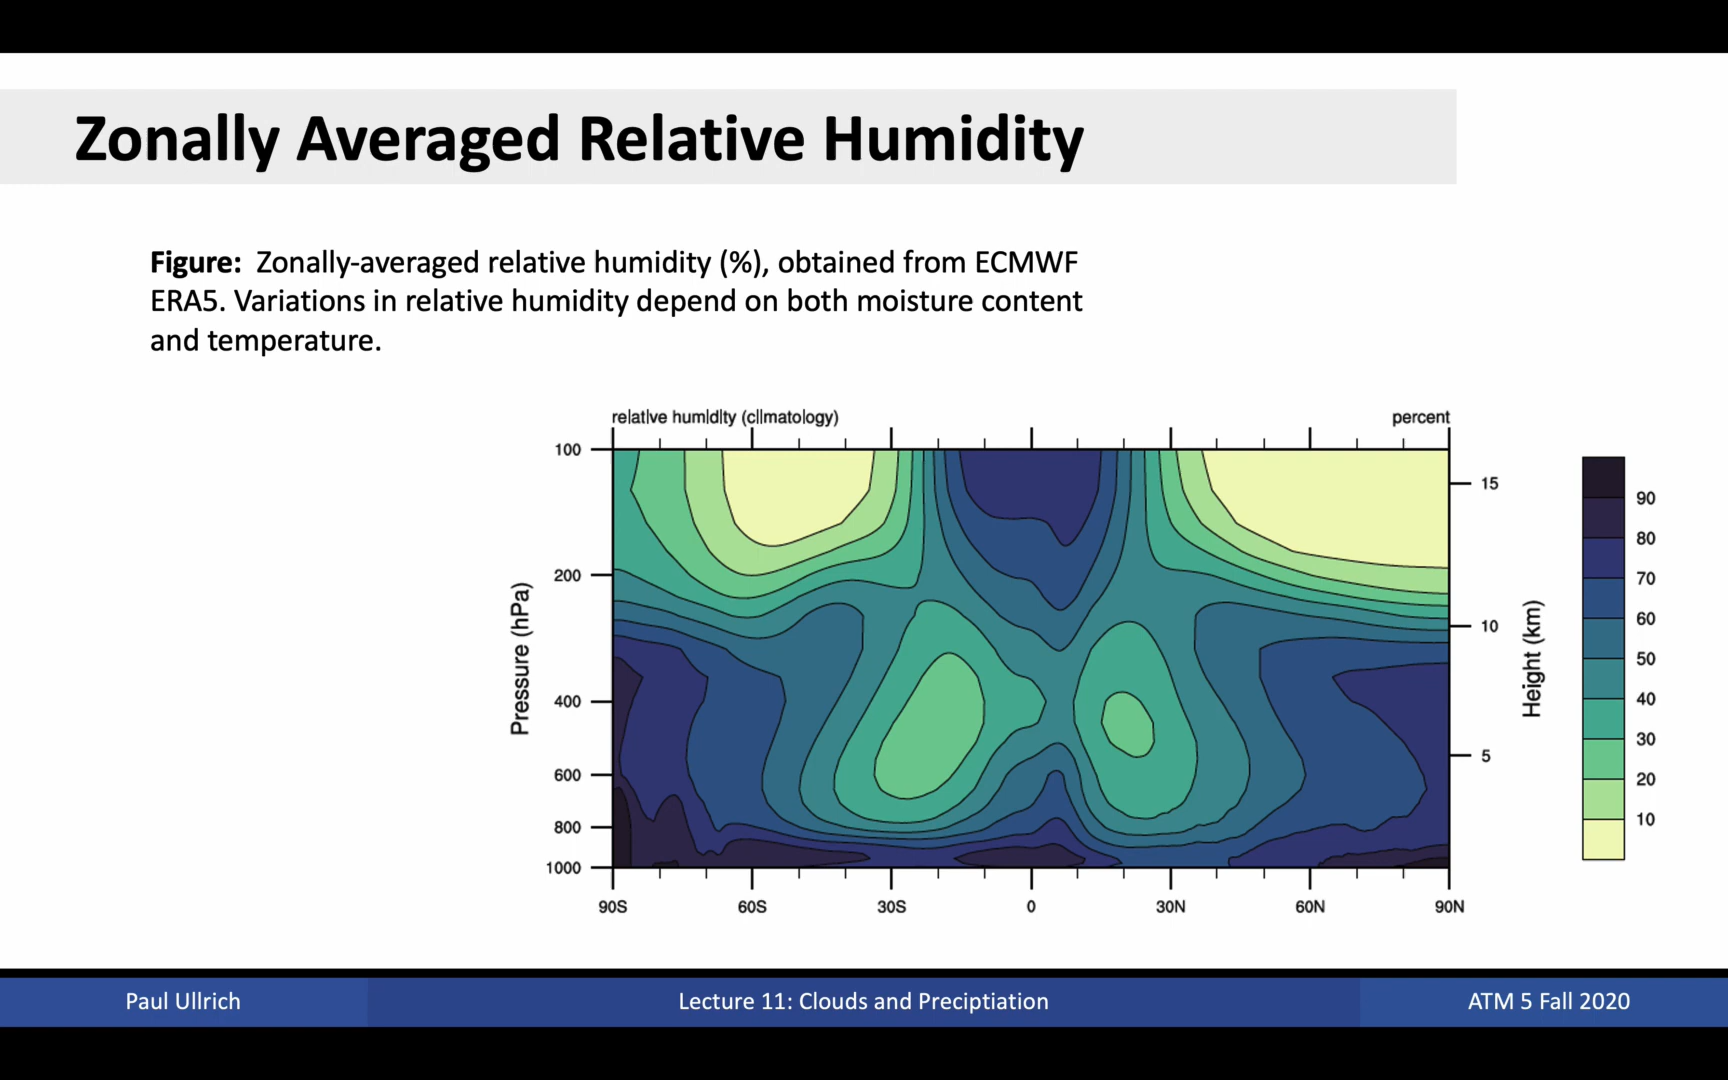 Zonally Averaged Relative Humidity
Figure: Zonally-averaged relative humidity (%), obtained from ECMWF
ERA5. Variations in relative humidity depend on both moisture content
and temperature.
relative humidity (climatology)
percent
Pressure (hPa)
100
200
400
600
800
1000
90S
60S
30S
0
30N
60N
90N
15
10
5
Height (km)
90
80
70
60
50
40
30
20
10
Paul Ullrich
Lecture 11: Clouds and Preciptiation
ATM 5 Fall 2020